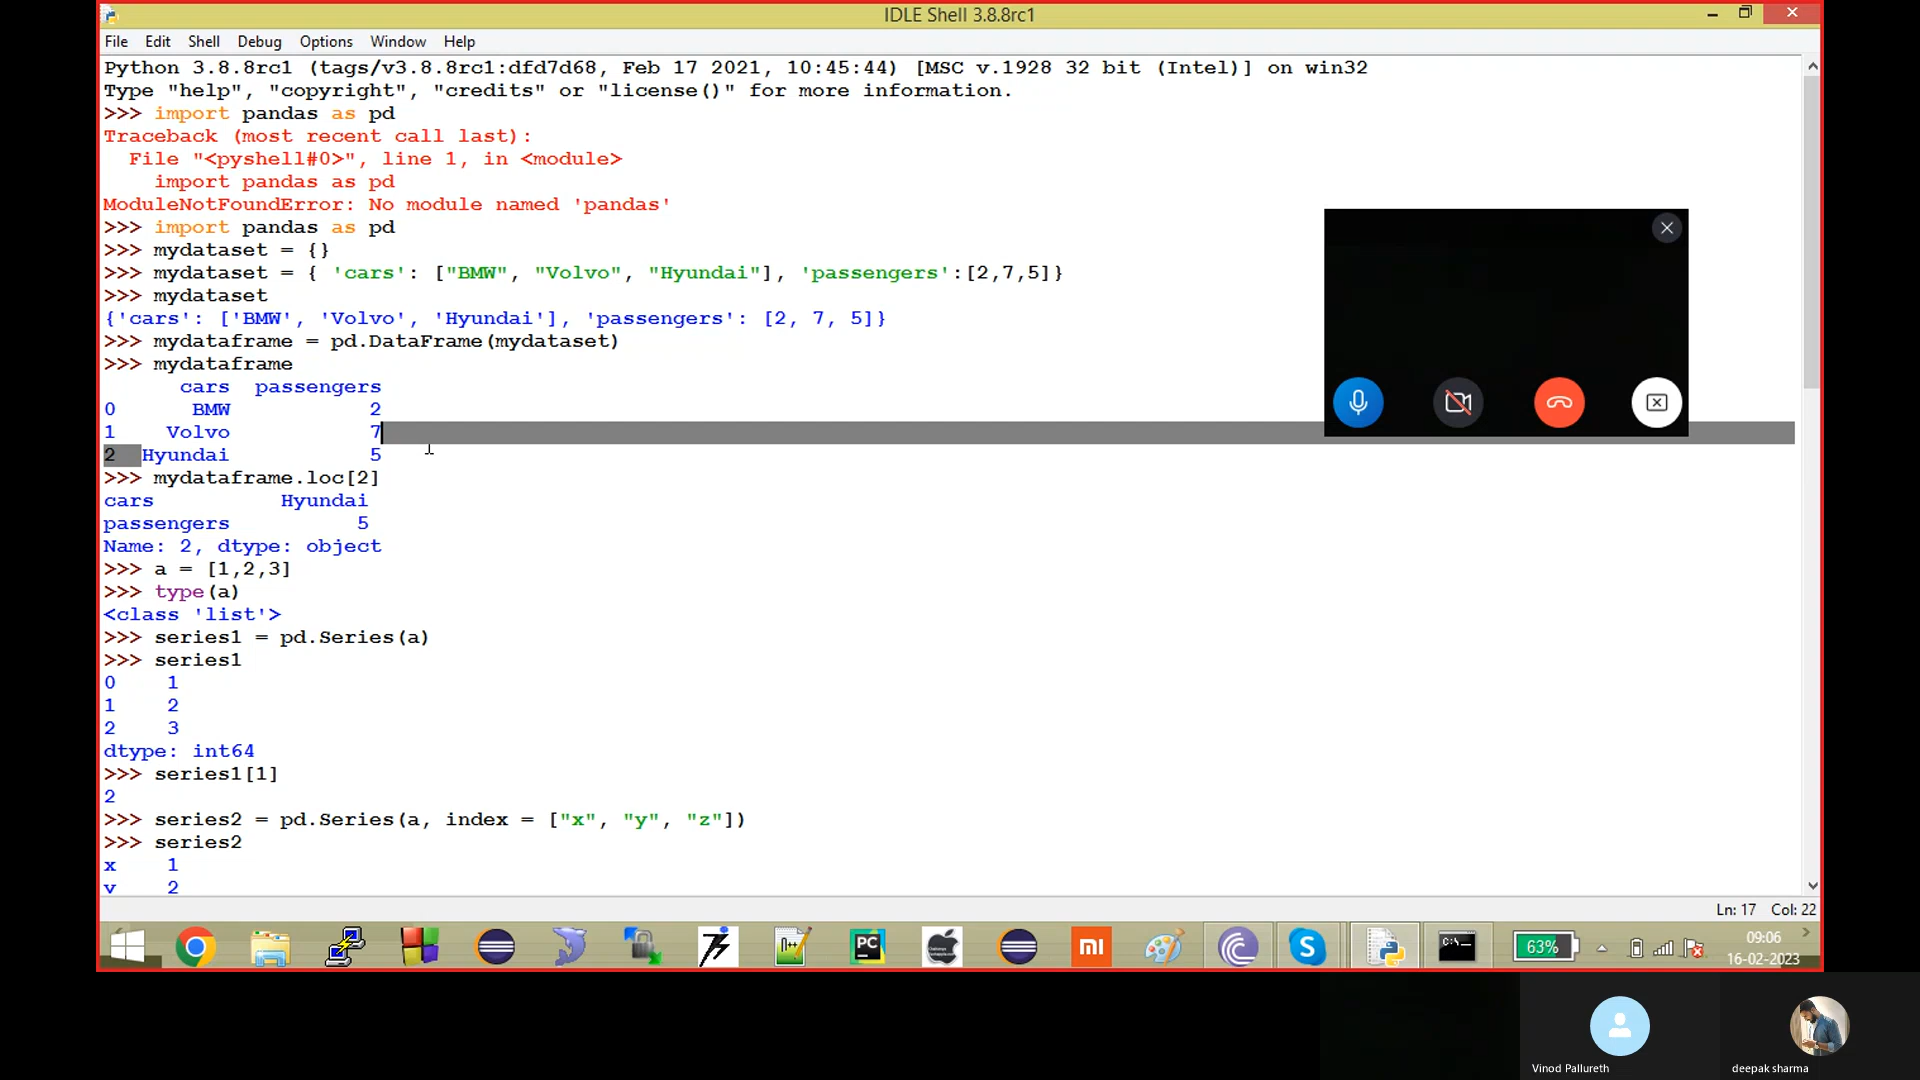 IDLE Shell 3.8.8rc1
File Edit Shell Debug Options Window Help
Python 3.8.8rc1 (tags/v3.8.8rc1:dfd7d68, Feb 17 2021, 10:45:44) [MSC v.1928 32 bit (Intel)] on win32
Type "help", "copyright", "credits" or "license()" for more information.
>>> import pandas as pd
Traceback (most recent call last):
  File "<pyshell#0>", line 1, in <module>
    import pandas as pd
ModuleNotFoundError: No module named 'pandas'
>>> import pandas as pd
>>> mydataset = {}
>>> mydataset = { 'cars': ["BMW", "Volvo", "Hyundai"], 'passengers':[2,7,5]}
>>> mydataset
{'cars': ['BMW', 'Volvo', 'Hyundai'], 'passengers': [2, 7, 5]}
>>> mydataframe = pd.DataFrame(mydataset)
>>> mydataframe
      cars  passengers
0      BMW           2
1    Volvo           7
2  Hyundai           5
>>> mydataframe.loc[2]
cars          Hyundai
passengers          5
Name: 2, dtype: object
>>> a = [1,2,3]
>>> type(a)
<class 'list'>
>>> series1 = pd.Series(a)
>>> series1
0    1
1    2
2    3
dtype: int64
>>> series1[1]
2
>>> series2 = pd.Series(a, index = ["x", "y", "z"])
>>> series2
x    1
y    2
Ln: 17 Col: 22
63%
09:06
16-02-2023
Vinod Pallureth
deepak sharma